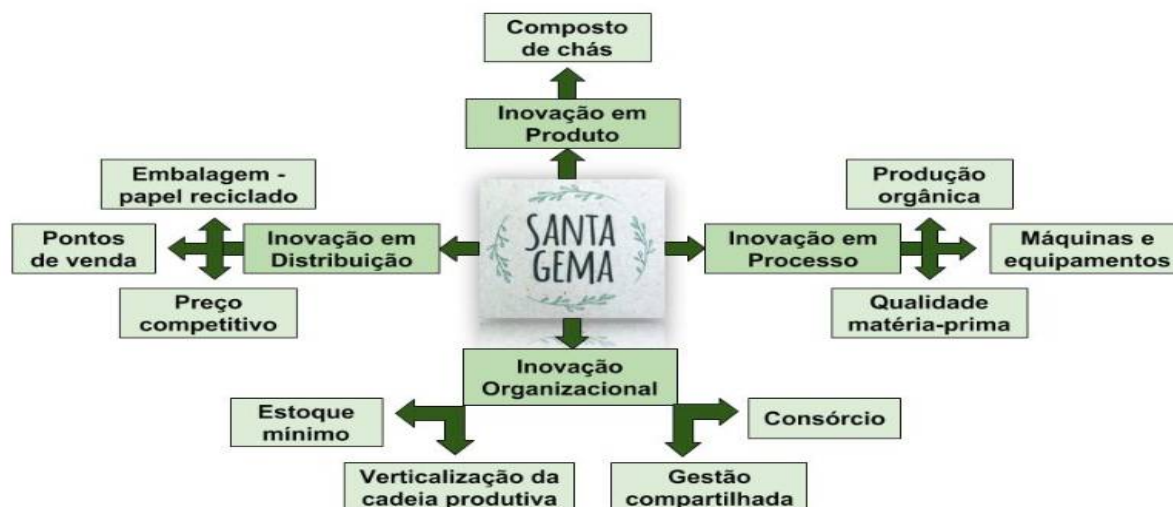 Composto
de chás
Inovação em
Produto
Embalagem -
papel reciclado
Produção
orgânica
Pontos
de venda
Inovação em
Distribuição
SANTA
GEMA
Inovação em
Processo
Máquinas e
equipamentos
Preço
competitivo
Qualidade
matéria-prima
Inovação
Organizacional
Estoque
mínimo
Consórcio
Verticalização da
cadeia produtiva
Gestão
compartilhada